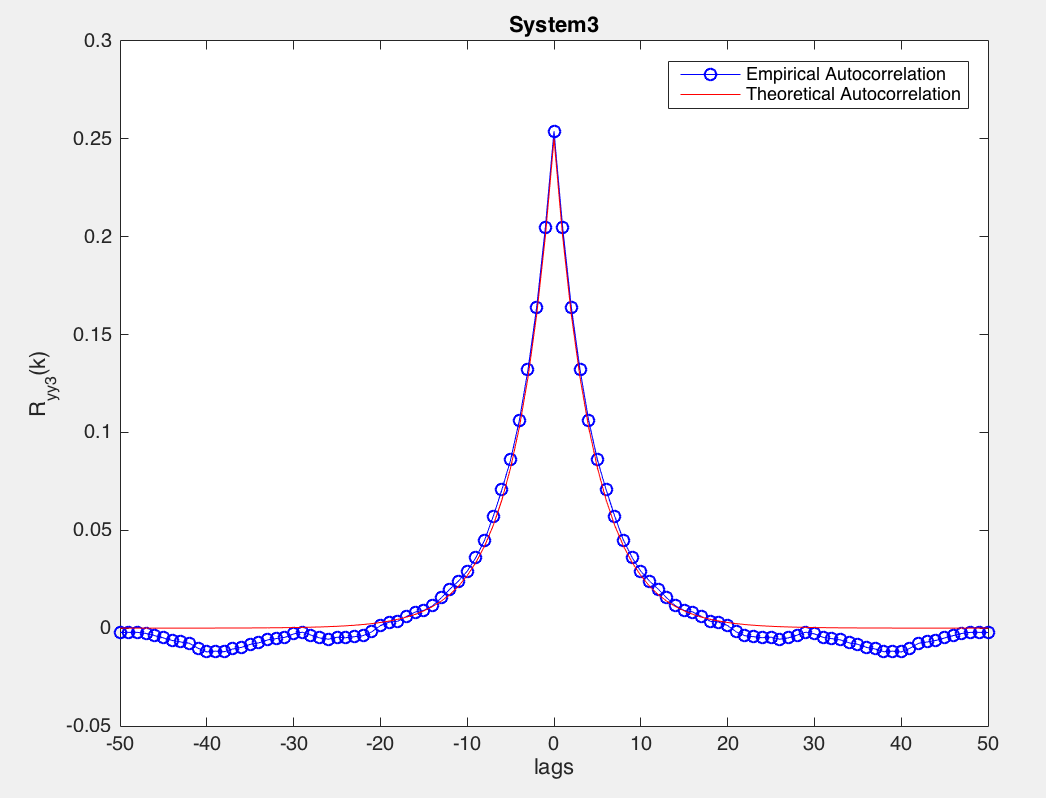 System3
Empirical Autocorrelation
Theoretical Autocorrelation
0.3
0.25
0.2
0.15
0.1
0.05
0
-0.05
R_yy3(k)
-50 -40 -30 -20 -10 0 10 20 30 40 50
lags